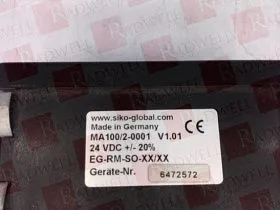 www.siko-global.com
Made in Germany
MA100/2-0001 V1.01
24 VDC +/- 20%
EG-RM-SO-XX/XX
Geräte-Nr. 6472572
CE
RADWELL